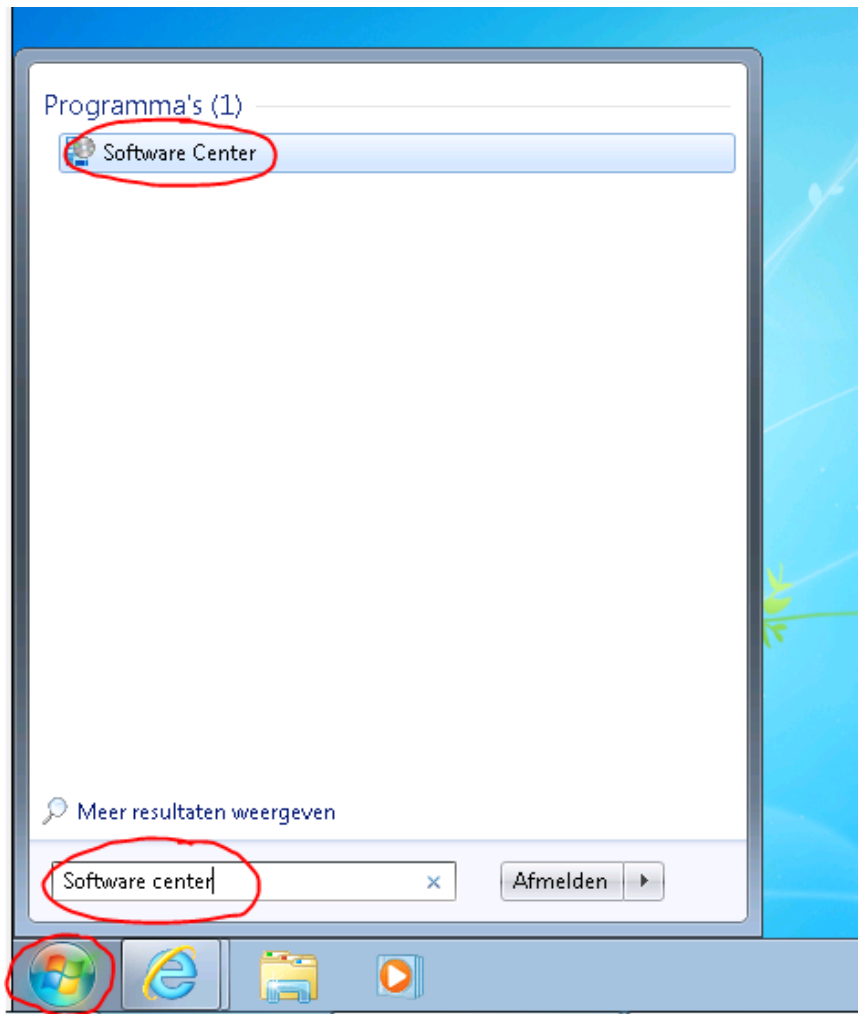 Programma's (1)
Software Center
Meer resultaten weergeven
Software center
Afmelden